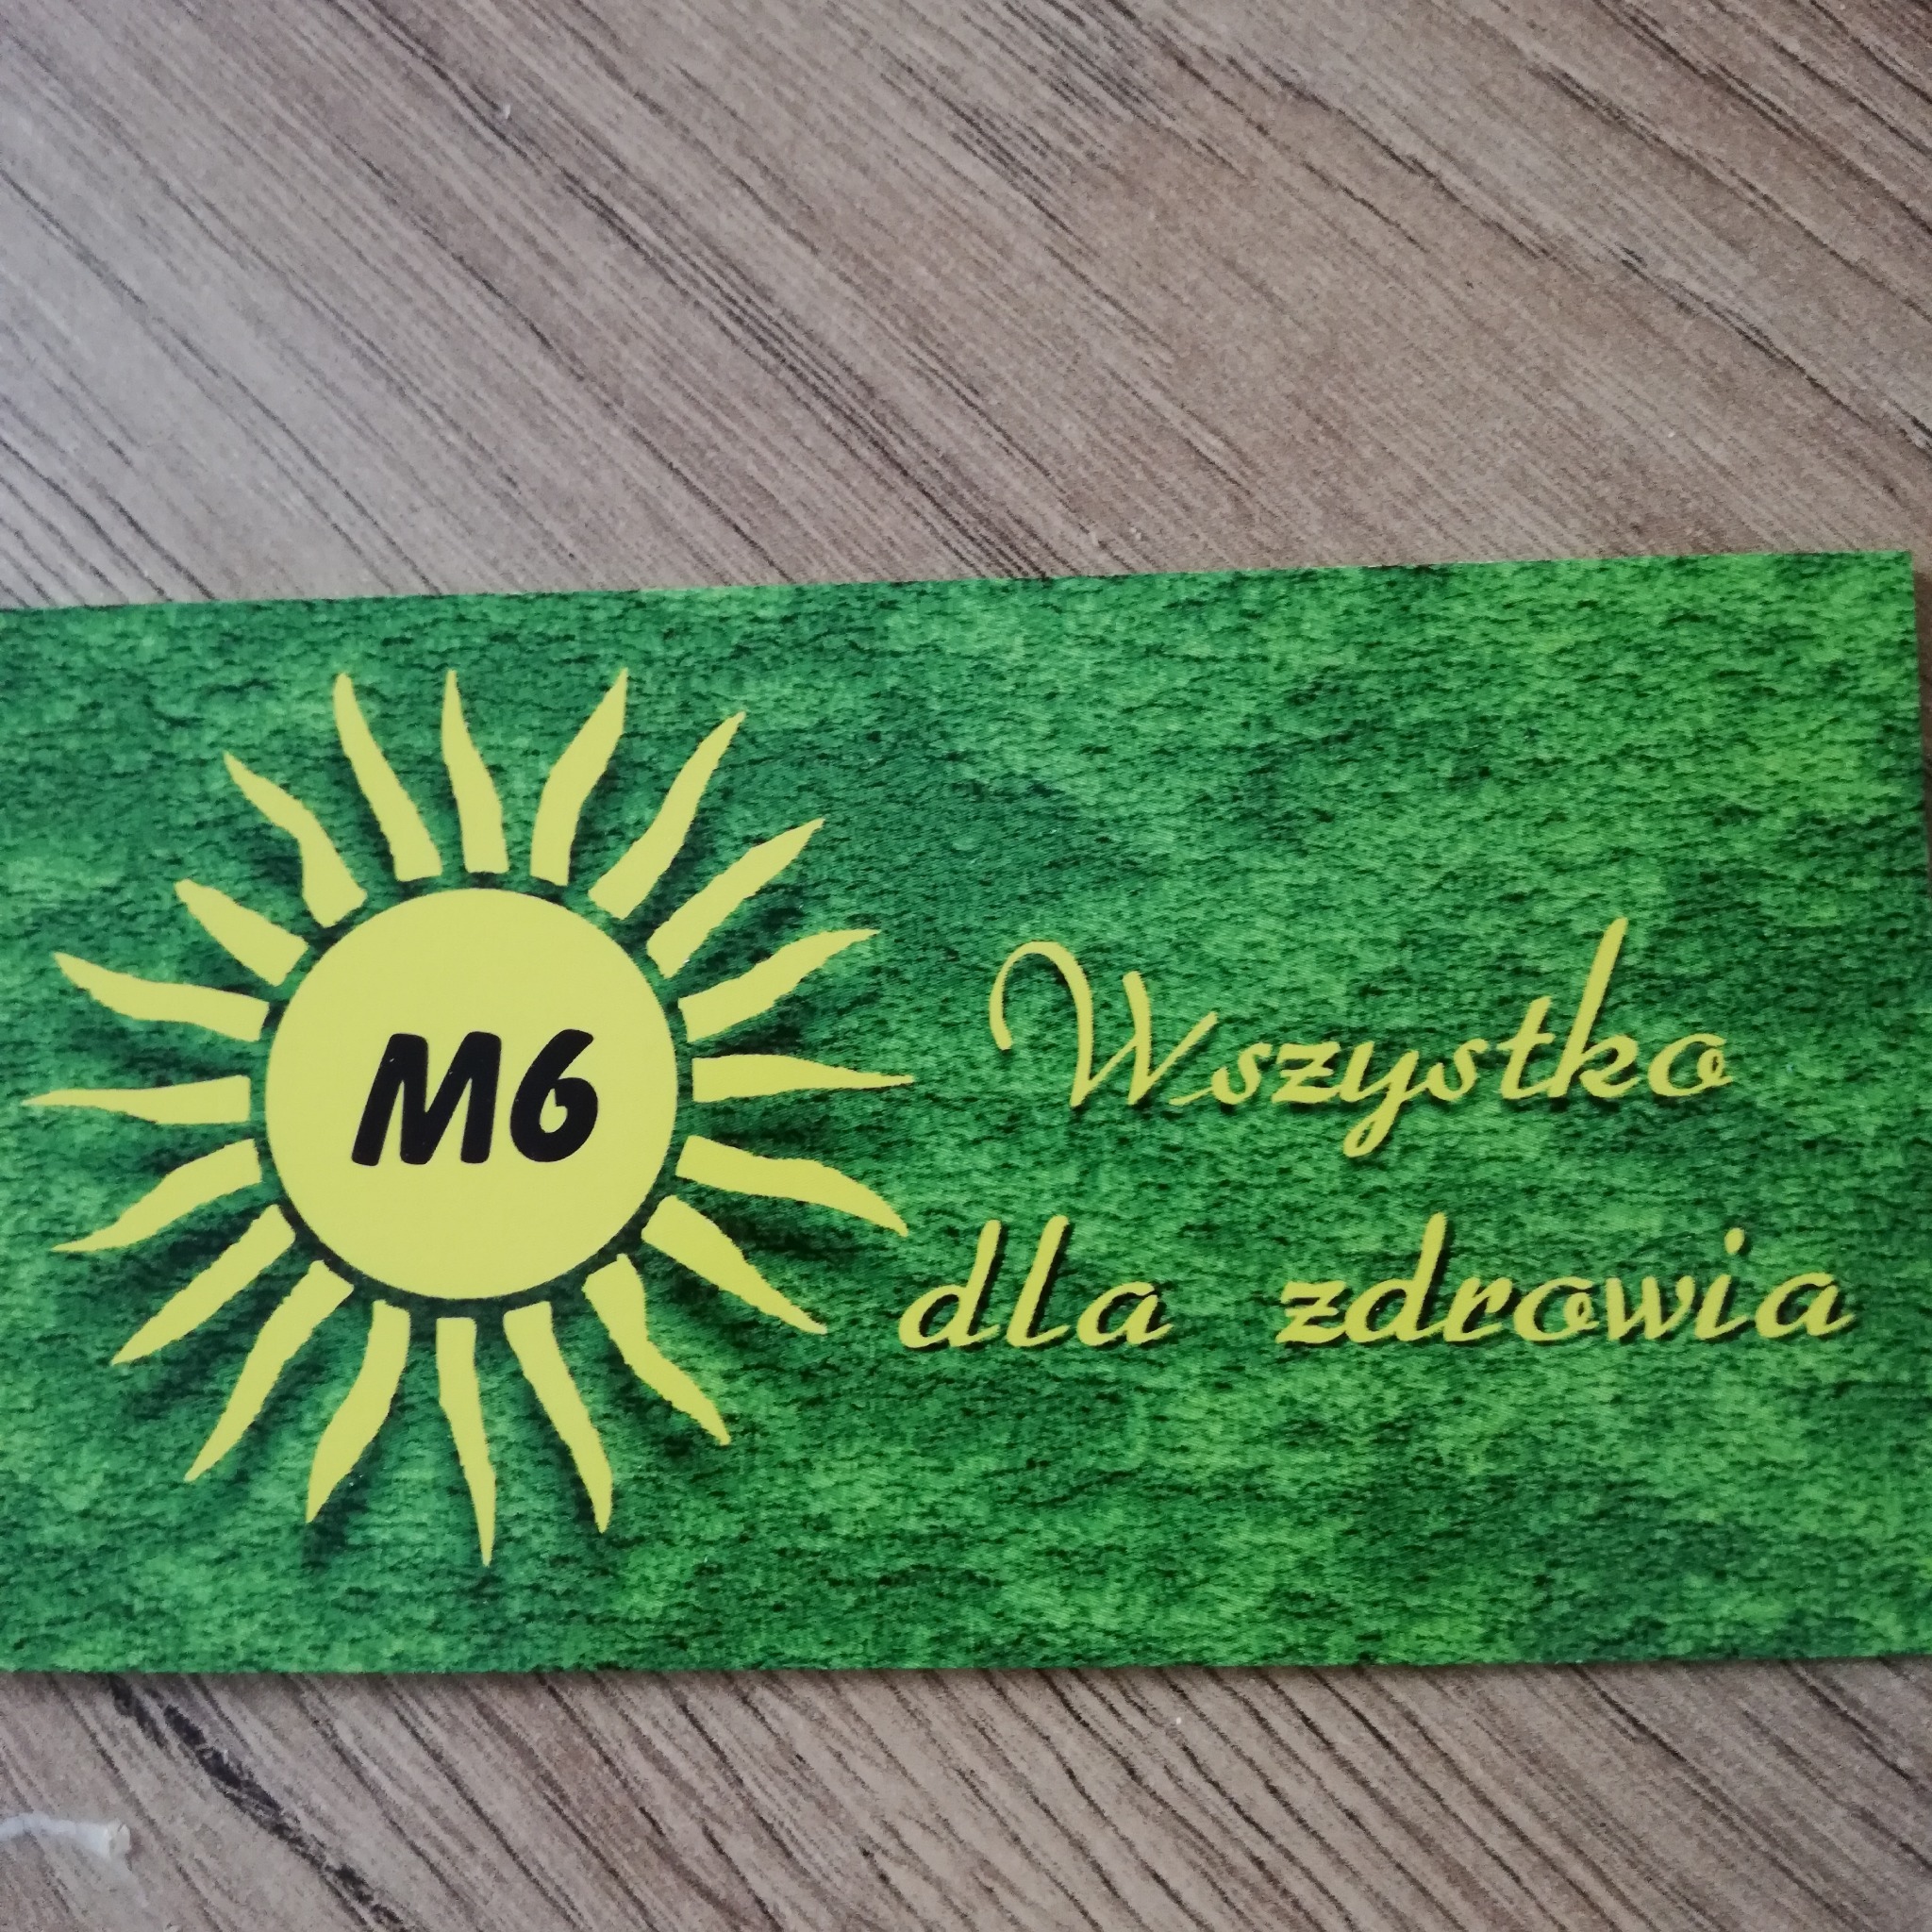 M6
Wszystko
dla zdrowia